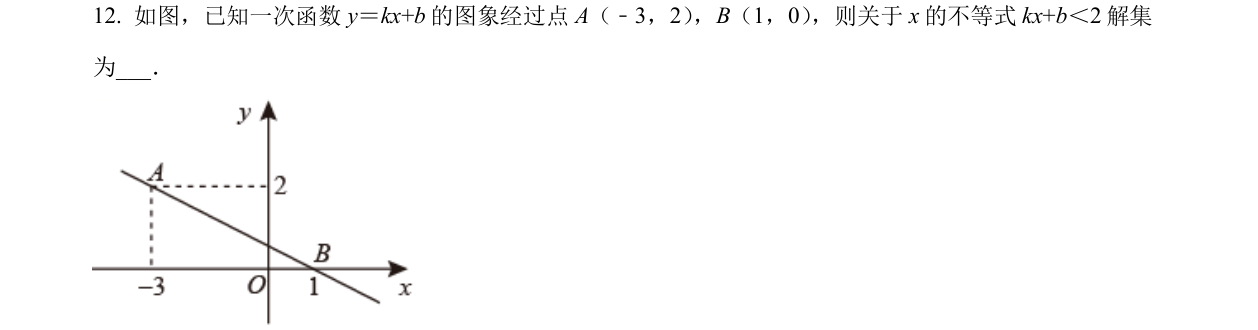 12. 如图，已知一次函数 y＝kx+b 的图象经过点 A（﹣3，2），B（1，0），则关于 x 的不等式 kx+b＜2 解集
为___．
y
A
2
B
−3
O
1
x